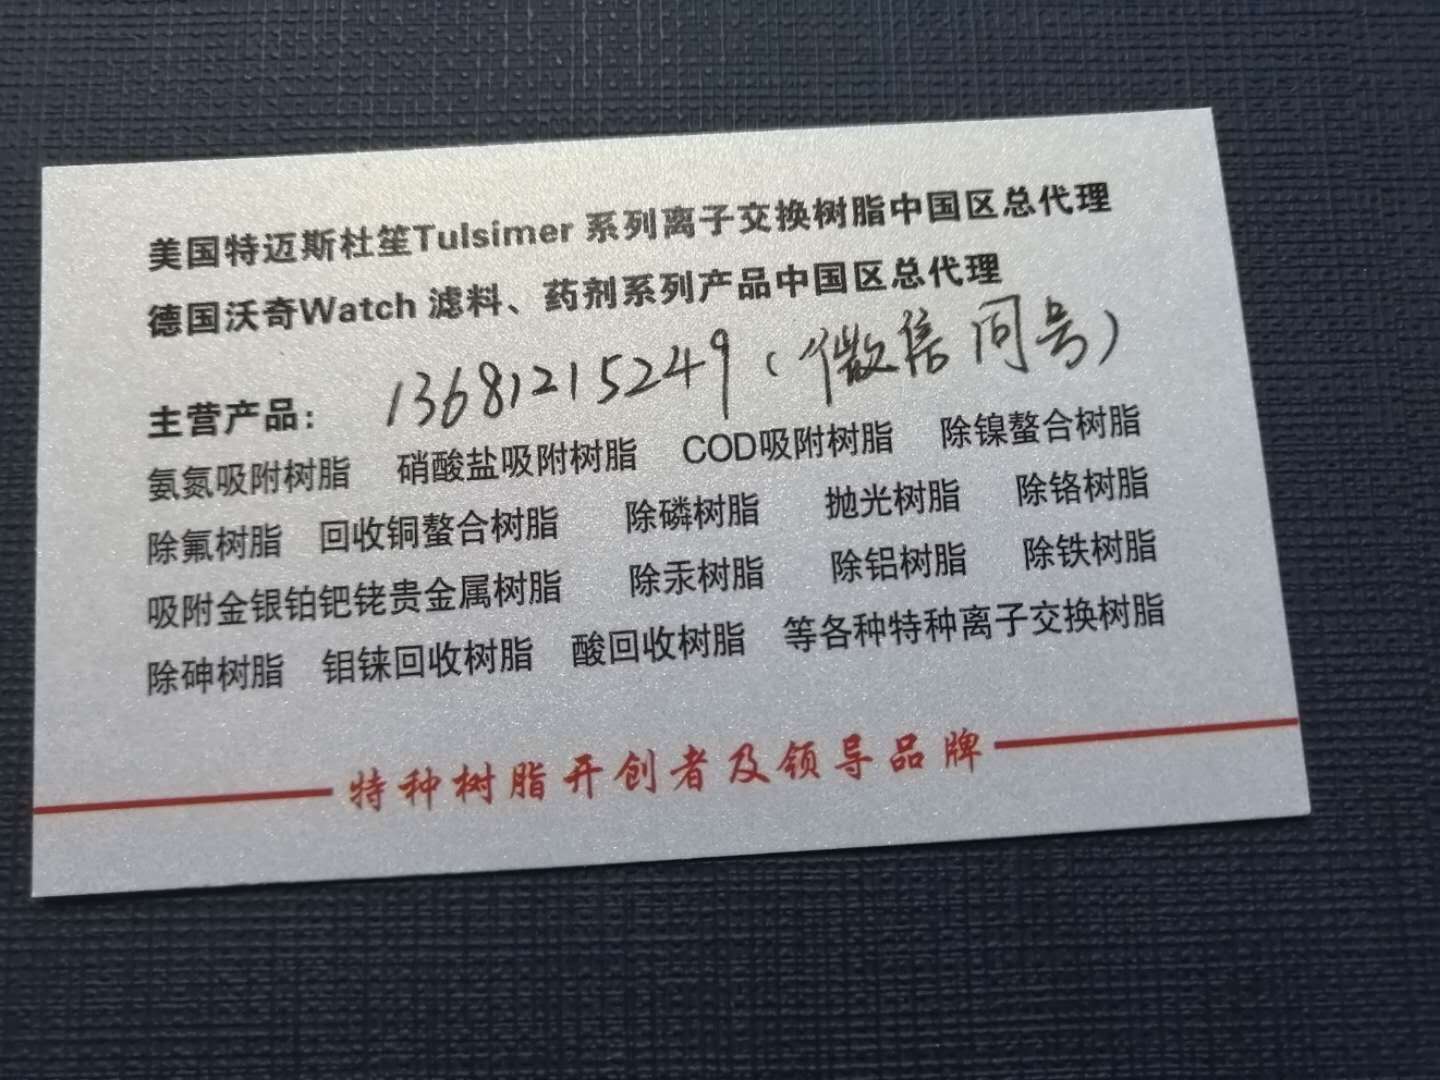 美国特迈斯杜笙Tulsimer 系列离子交换树脂中国区总代理
德国沃奇Watch 滤料、药剂系列产品中国区总代理
13681215249（微信同号）
主营产品：
氨氮吸附树脂 硝酸盐吸附树脂 COD吸附树脂 除镍螯合树脂
除氟树脂 回收铜螯合树脂 除磷树脂 抛光树脂 除铬树脂
吸附金银铂钯铑贵金属树脂 除汞树脂 除铝树脂 除铁树脂
除砷树脂 钼铼回收树脂 酸回收树脂 等各种特种离子交换树脂
特种树脂开创者及领导品牌